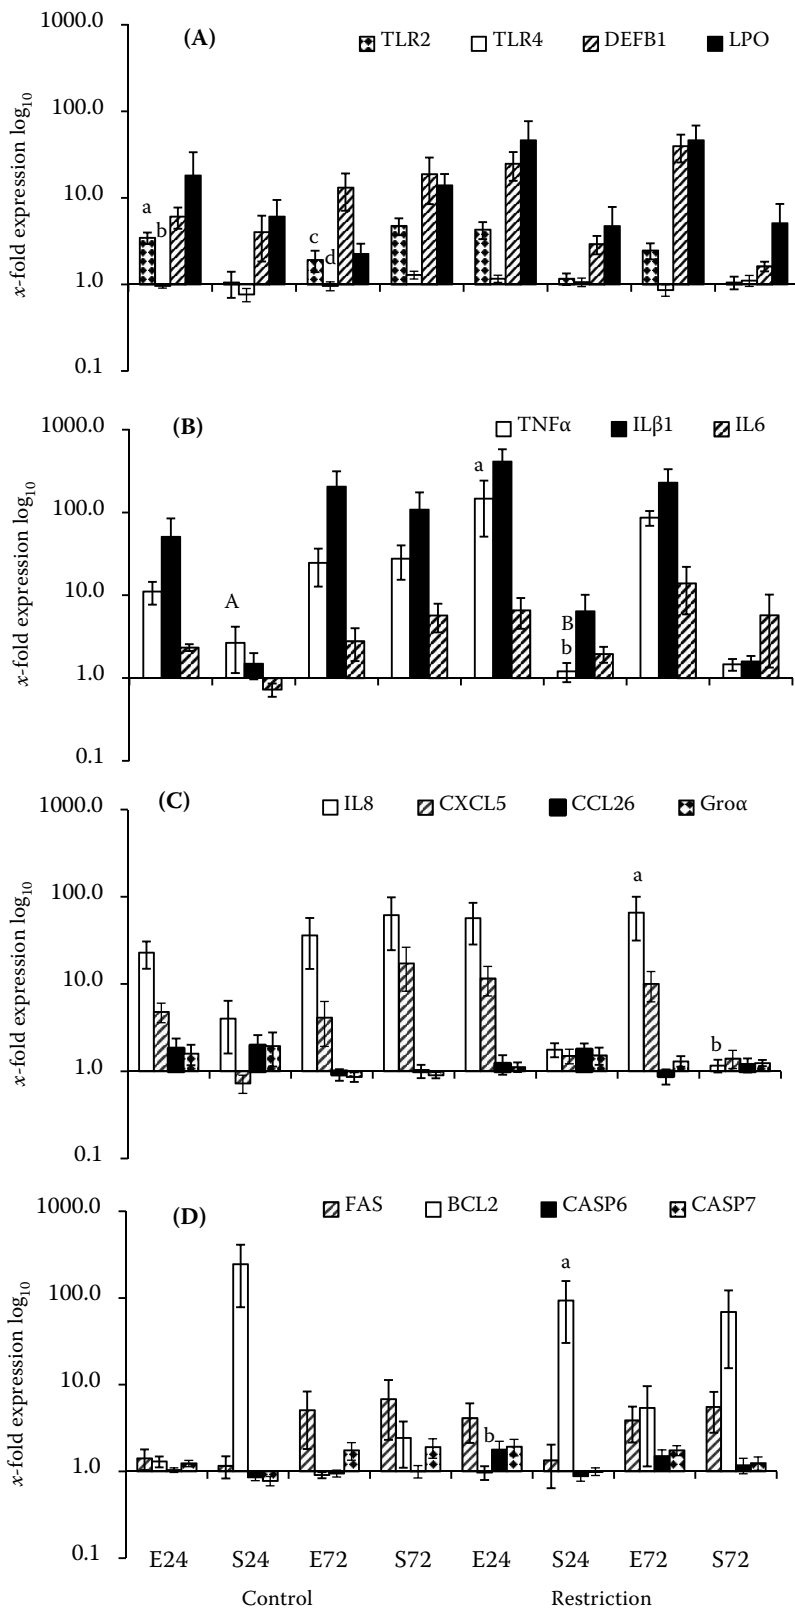 1000.0
(A)
TLR2 TLR4 DEFB1 LPO
100.0
10.0
1.0
0.1
x-fold expression log10
a b c d
1000.0
(B)
TNFα ILβ1 IL6
100.0
10.0
1.0
0.1
x-fold expression log10
A a B b
1000.0
(C)
IL8 CXCL5 CCL26 Groα
100.0
10.0
1.0
0.1
x-fold expression log10
a b
1000.0
(D)
FAS BCL2 CASP6 CASP7
100.0
10.0
1.0
0.1
x-fold expression log10
b a
E24 S24 E72 S72 E24 S24 E72 S72
Control Restriction